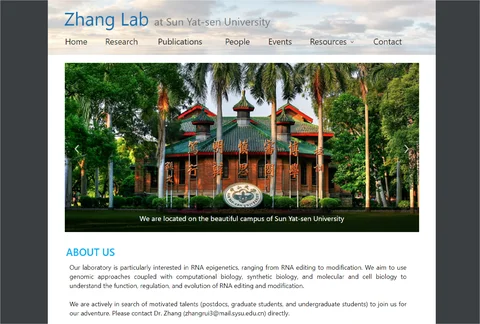 Zhang Lab at Sun Yat-sen University
Home Research Publications People Events Resources Contact
We are located on the beautiful campus of Sun Yat-sen University
ABOUT US
Our laboratory is particularly interested in RNA epigenetics, ranging from RNA editing to modification. We aim to use
genomic approaches coupled with computational biology, synthetic biology, and molecular and cell biology to
understand the function, regulation, and evolution of RNA editing and modification.
We are actively in search of motivated talents (postdocs, graduate students, and undergraduate students) to join us for
our adventure. Please contact Dr. Zhang (zhangrui3@mail.sysu.edu.cn) directly.